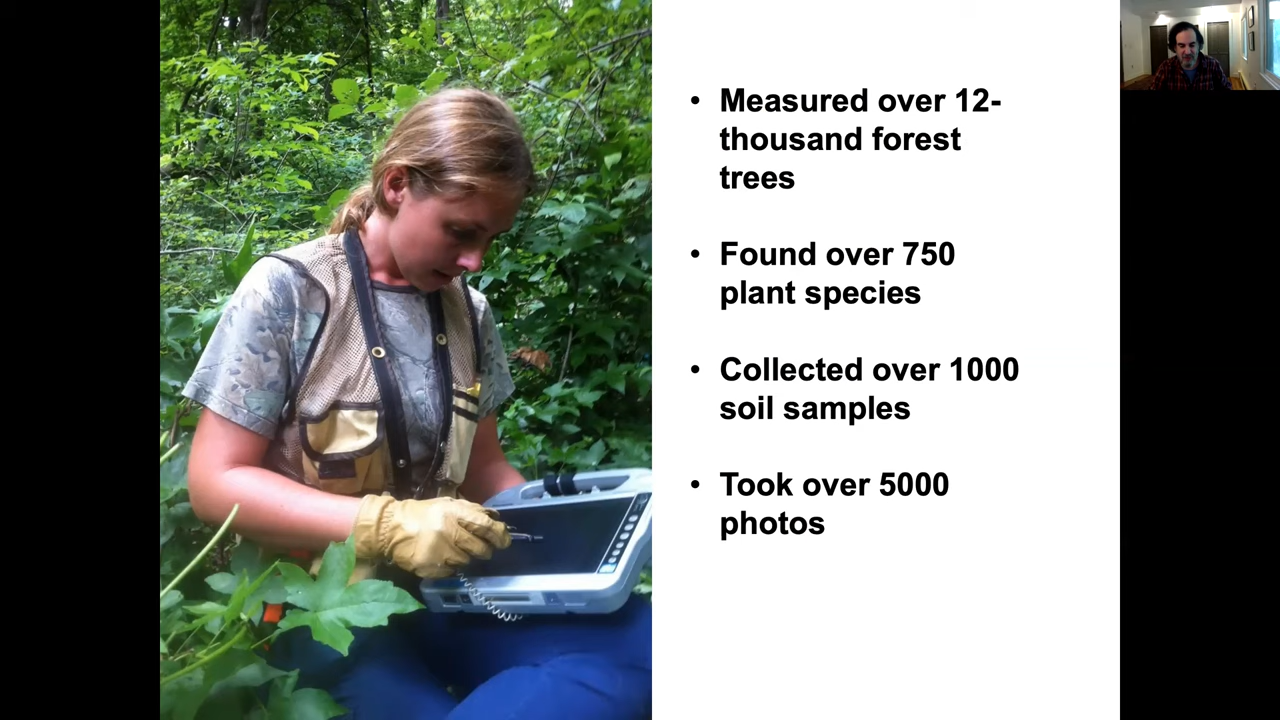 • Measured over 12-
thousand forest
trees
• Found over 750
plant species
• Collected over 1000
soil samples
• Took over 5000
photos